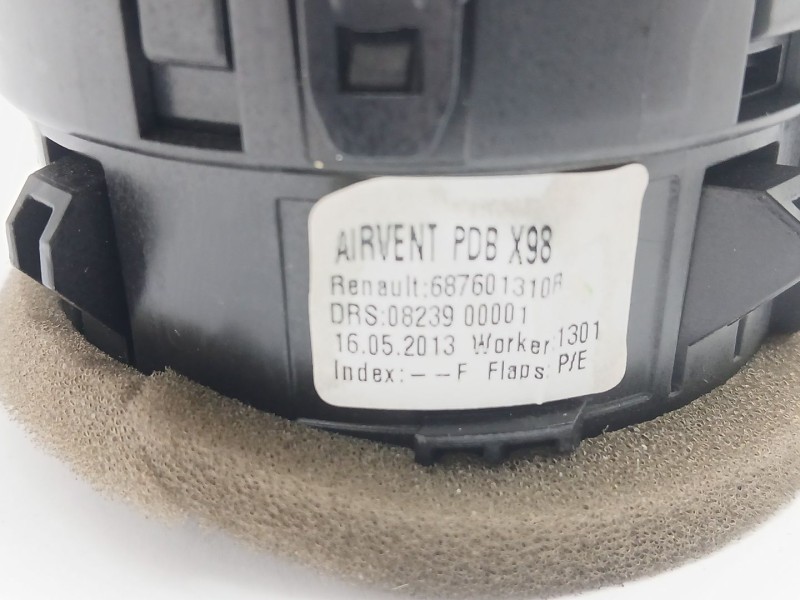 AIRVENT PDB X98
Renault:687601310R
DRS:08239 00001
16.05.2013 Worker:1301
Index:--F Flaps:P/E